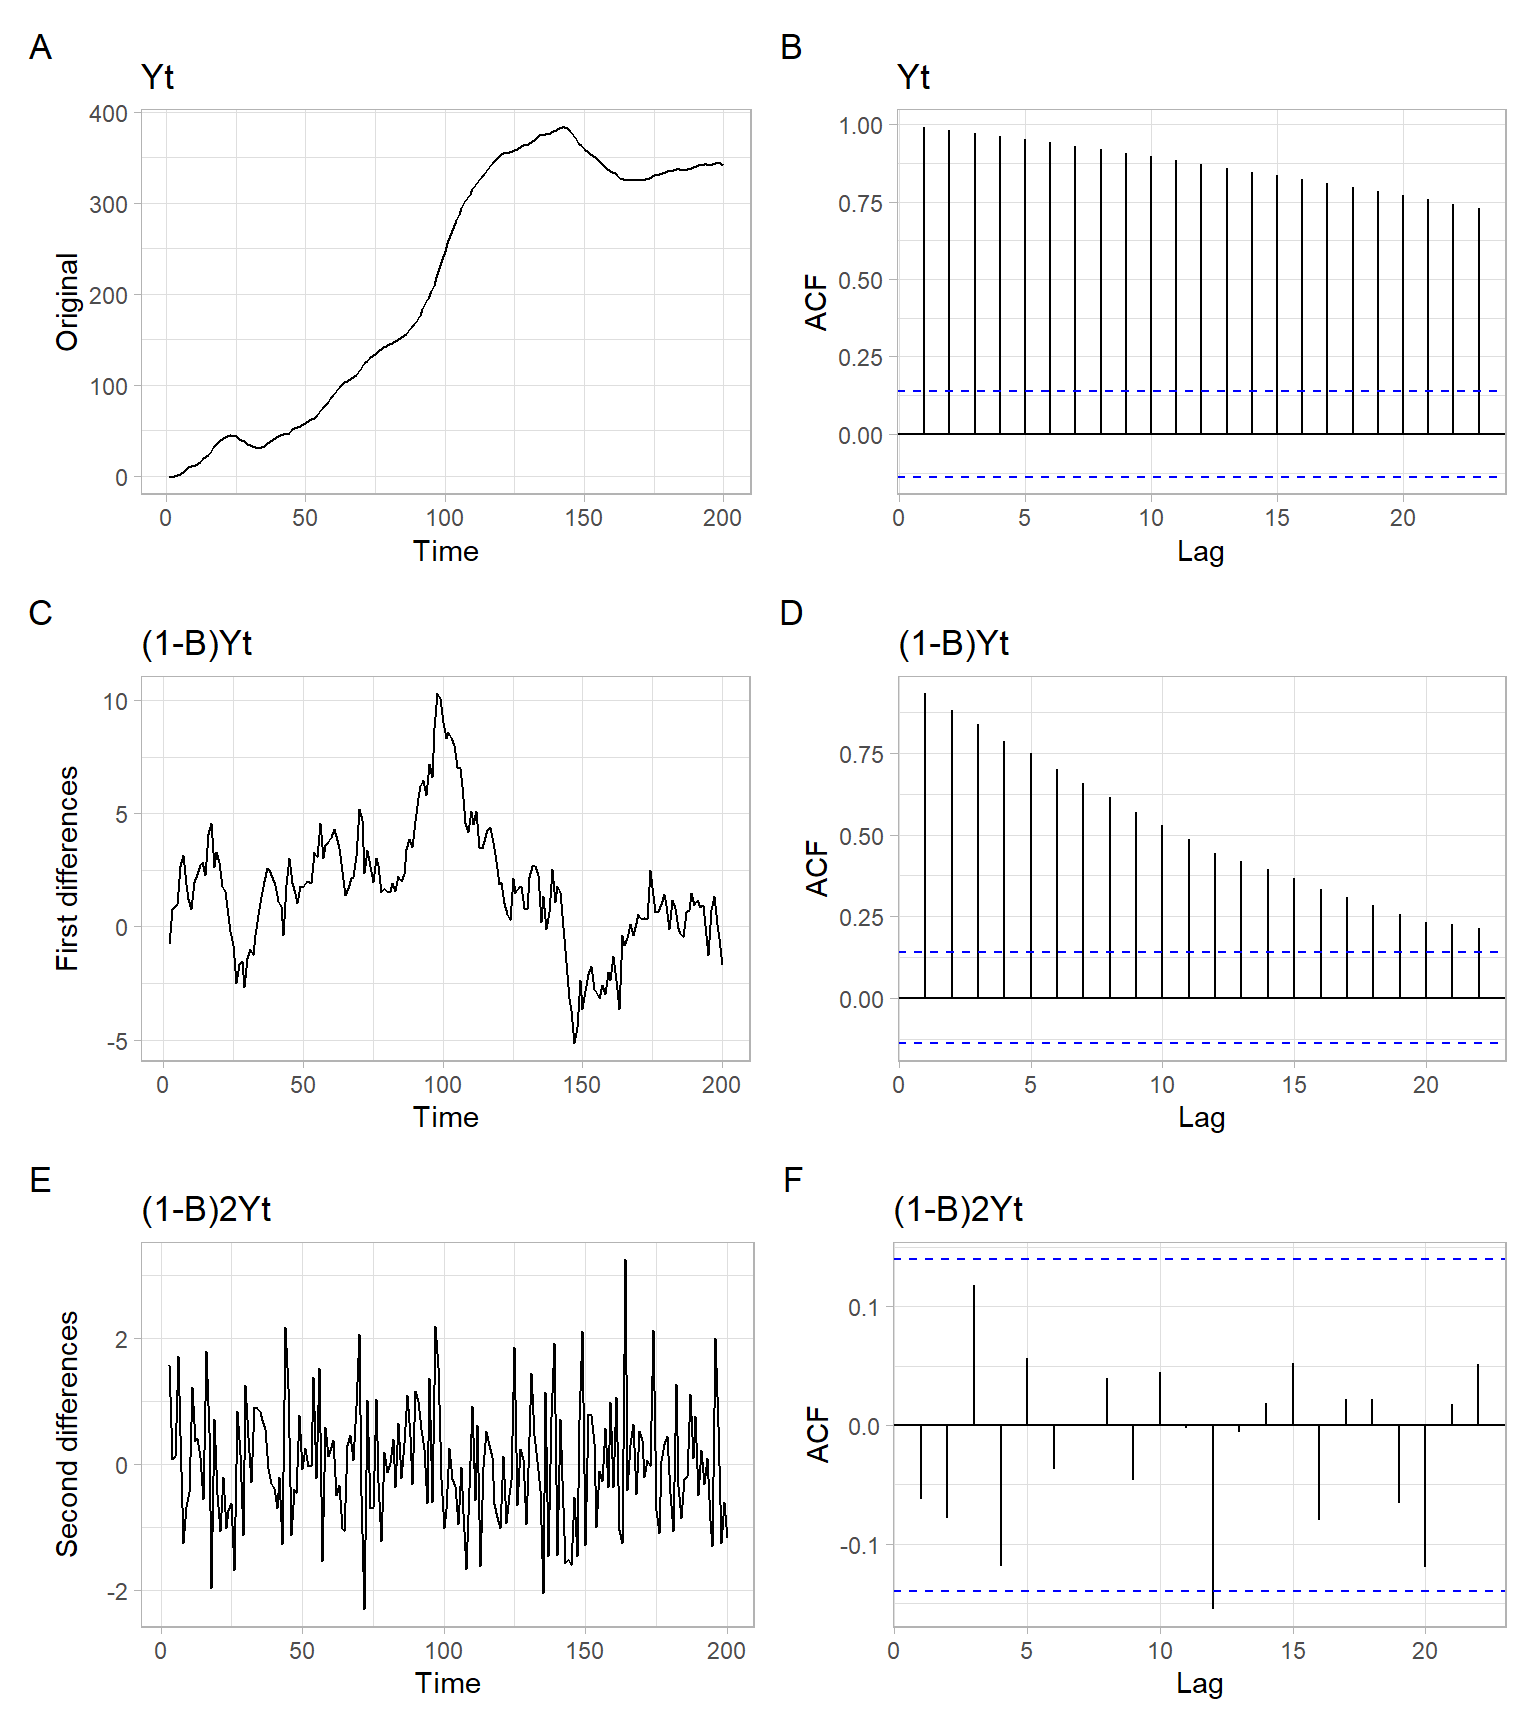 A
Yt
400
300
200
100
0
Original
0 50 100 150 200
Time
B
Yt
1.00
0.75
0.50
0.25
0.00
ACF
0 5 10 15 20
Lag
C
(1-B)Yt
10
5
0
-5
First differences
0 50 100 150 200
Time
D
(1-B)Yt
0.75
0.50
0.25
0.00
ACF
0 5 10 15 20
Lag
E
(1-B)2Yt
2
0
-2
Second differences
0 50 100 150 200
Time
F
(1-B)2Yt
0.1
0.0
-0.1
ACF
0 5 10 15 20
Lag